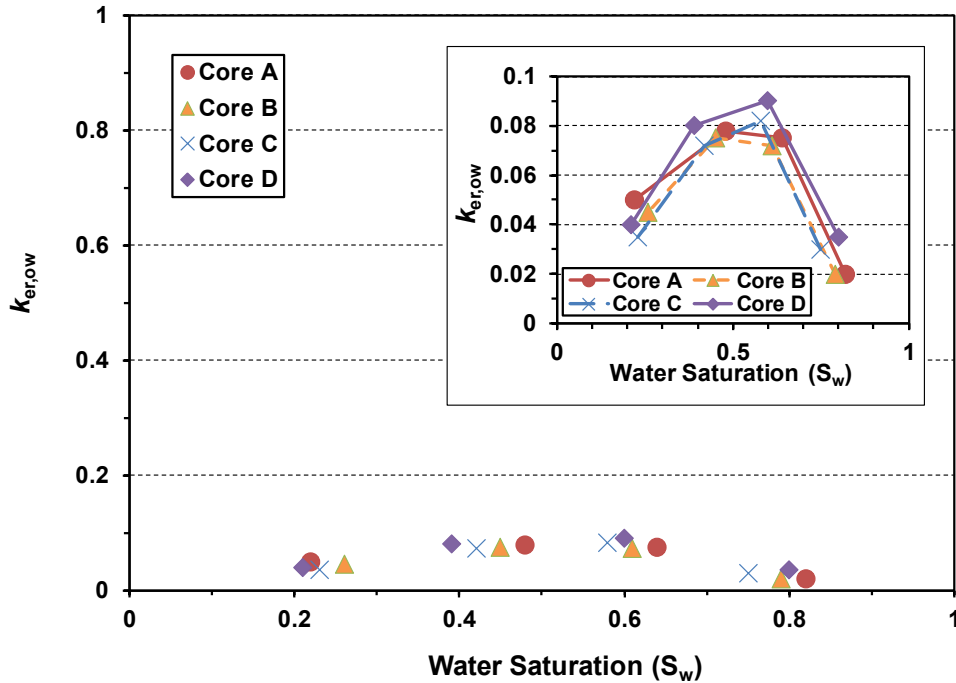 1
0.8
0.6
0.4
0.2
0
k er,ow
Core A
Core B
Core C
Core D
0.1
0.08
0.06
0.04
0.02
0
k er,ow
Core A Core B
Core C Core D
0 0.5 1
Water Saturation (Sw)
0 0.2 0.4 0.6 0.8 1
Water Saturation (Sw)